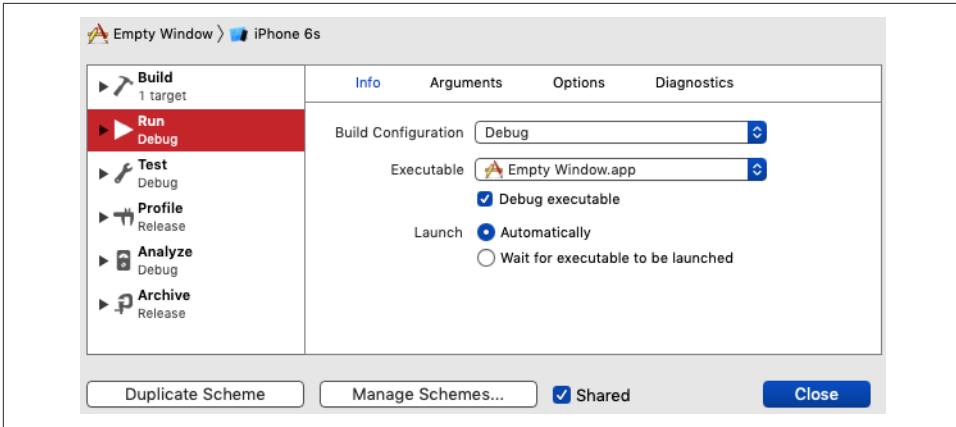 Empty Window 〉 iPhone 6s
Build
1 target
Run
Debug
Test
Debug
Profile
Release
Analyze
Debug
Archive
Release
Info Arguments Options Diagnostics
Build Configuration Debug
Executable Empty Window.app
Debug executable
Launch Automatically
Wait for executable to be launched
Duplicate Scheme Manage Schemes... Shared Close